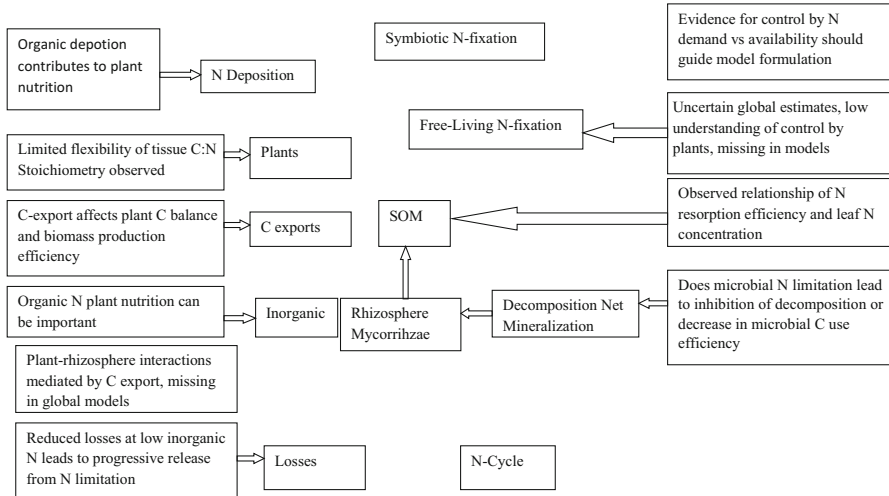 Organic depotion
contributes to plant
nutrition
N Deposition
Symbiotic N-fixation
Evidence for control by N
demand vs availability should
guide model formulation
Free-Living N-fixation
Uncertain global estimates, low
understanding of control by
plants, missing in models
Limited flexibility of tissue C:N
Stoichiometry observed
Plants
C-export affects plant C balance
and biomass production
efficiency
C exports
SOM
Observed relationship of N
resorption efficiency and leaf N
concentration
Organic N plant nutrition can
be important
Inorganic
Rhizosphere
Mycorrihzae
Decomposition Net
Mineralization
Does microbial N limitation lead
to inhibition of decomposition or
decrease in microbial C use
efficiency
Plant-rhizosphere interactions
mediated by C export, missing
in global models
Reduced losses at low inorganic
N leads to progressive release
from N limitation
Losses
N-Cycle